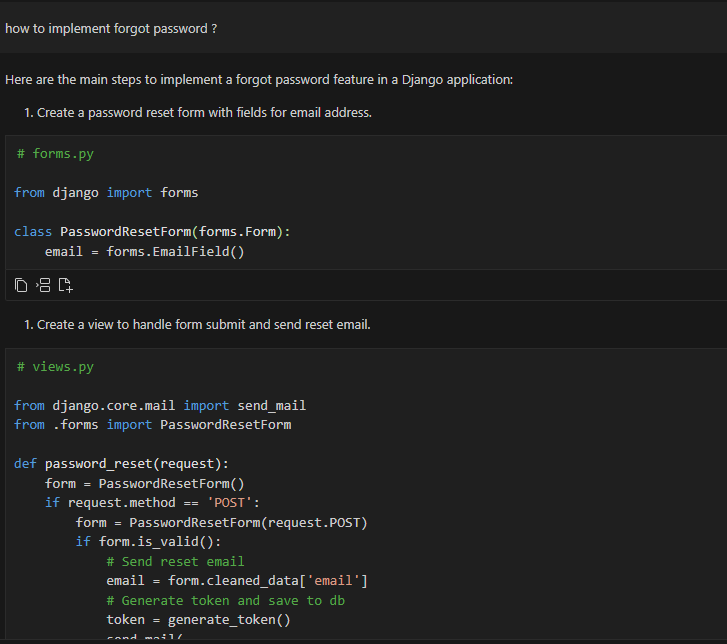 how to implement forgot password ?
Here are the main steps to implement a forgot password feature in a Django application:
1. Create a password reset form with fields for email address.
# forms.py
from django import forms
class PasswordResetForm(forms.Form):
    email = forms.EmailField()
1. Create a view to handle form submit and send reset email.
# views.py
from django.core.mail import send_mail
from .forms import PasswordResetForm
def password_reset(request):
    form = PasswordResetForm()
    if request.method == 'POST':
        form = PasswordResetForm(request.POST)
        if form.is_valid():
            # Send reset email
            email = form.cleaned_data['email']
            # Generate token and save to db
            token = generate_token()
            send_mail(